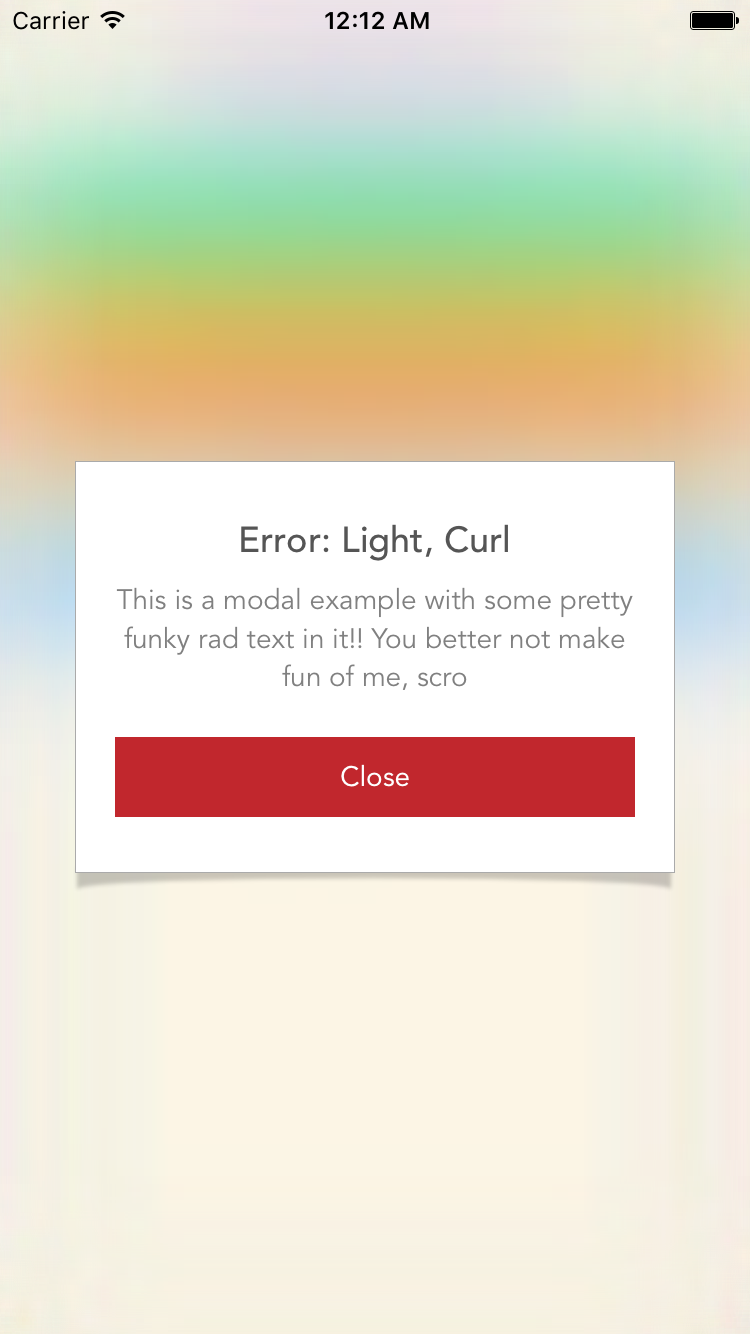 Carrier 12:12 AM
Error: Light, Curl
This is a modal example with some pretty
funky rad text in it!! You better not make
fun of me, scro
Close